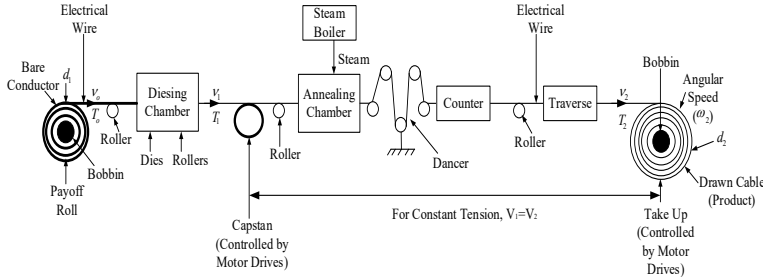 Electrical
Wire
Steam
Boiler
Electrical
Wire
Steam
Bobbin
Bare
Conductor
d₁
vₒ
Tₒ
Diesing
Chamber
v₁
T₁
Annealing
Chamber
Counter
Traverse
v₂
T₂
Angular
Speed
(ω₂)
d₂
Roller
Bobbin
Payoff
Roll
Dies
Rollers
Roller
Dancer
Roller
Drawn Cable
(Product)
For Constant Tension, V₁=V₂
Capstan
(Controlled by
Motor Drives)
Take Up
(Controlled
by Motor
Drives)